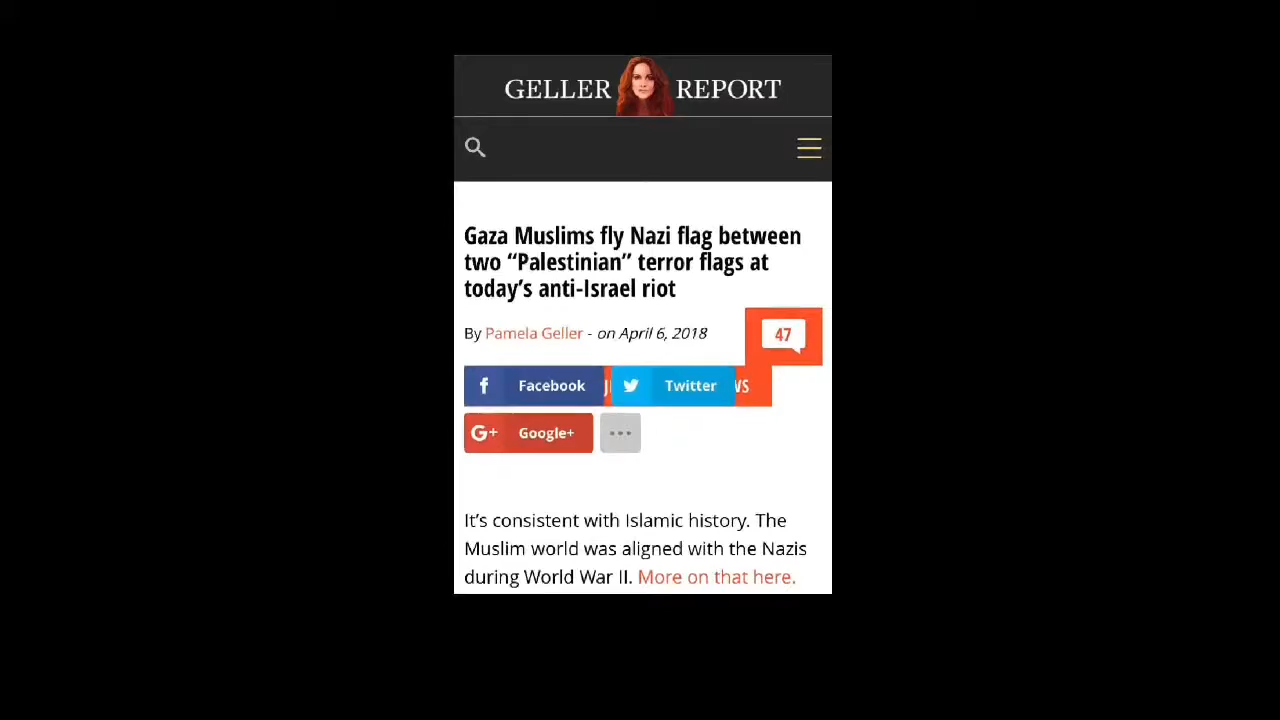 GELLER REPORT
Gaza Muslims fly Nazi flag between
two “Palestinian” terror flags at
today’s anti-Israel riot
By Pamela Geller - on April 6, 2018
47
Facebook
Twitter
WS
G+ Google+
It’s consistent with Islamic history. The
Muslim world was aligned with the Nazis
during World War II. More on that here.